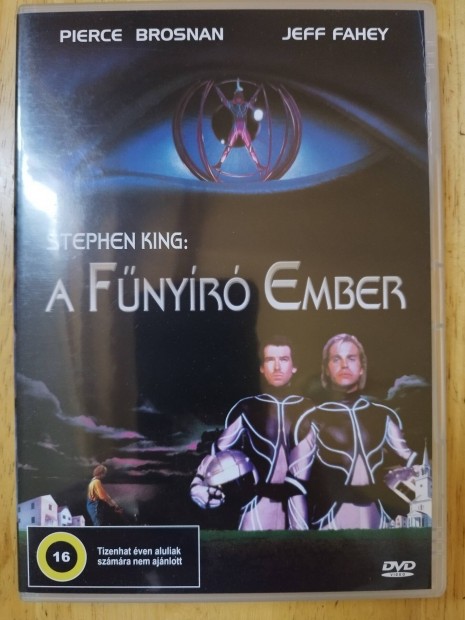 PIERCE BROSNAN JEFF FAHEY
STEPHEN KING:
A FŰNYÍRÓ EMBER
16
Tizenhat éven aluliak
számára nem ajánlott
DVD
VIDEO